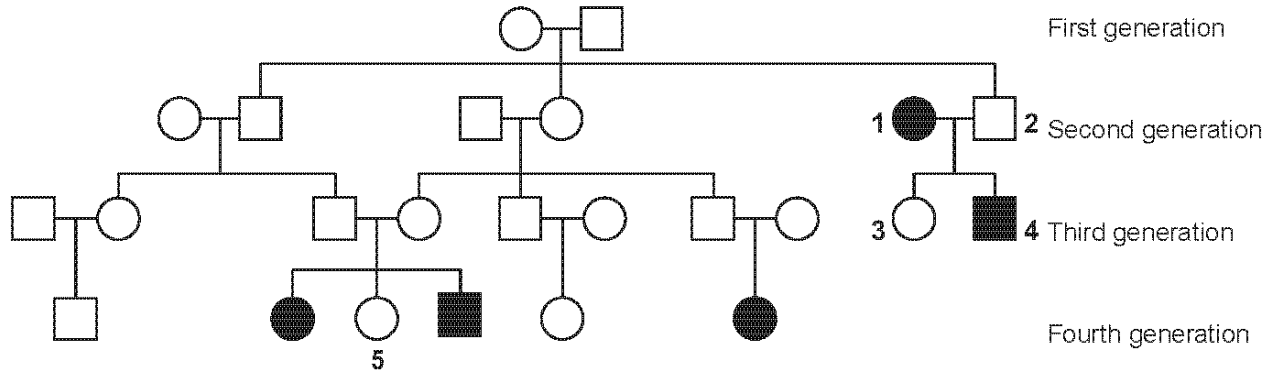 First generation
1
2 Second generation
3
4 Third generation
5
Fourth generation